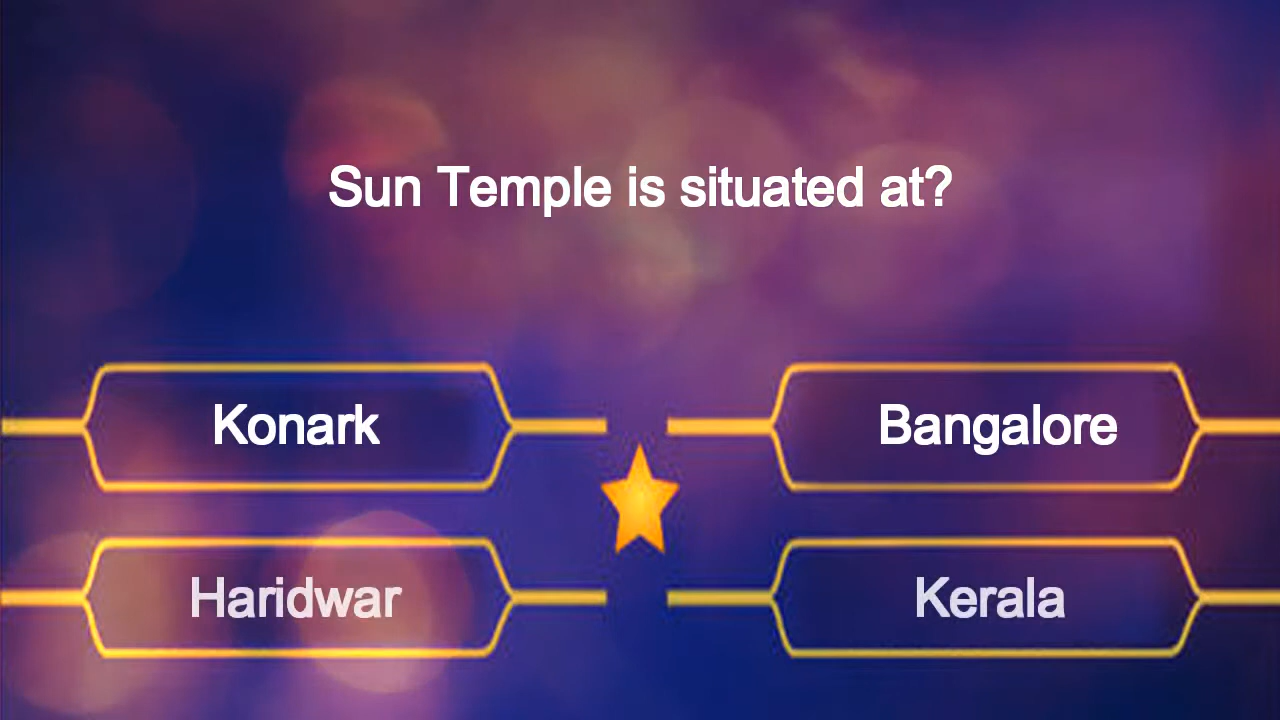 Sun Temple is situated at?
Konark
Bangalore
Haridwar
Kerala